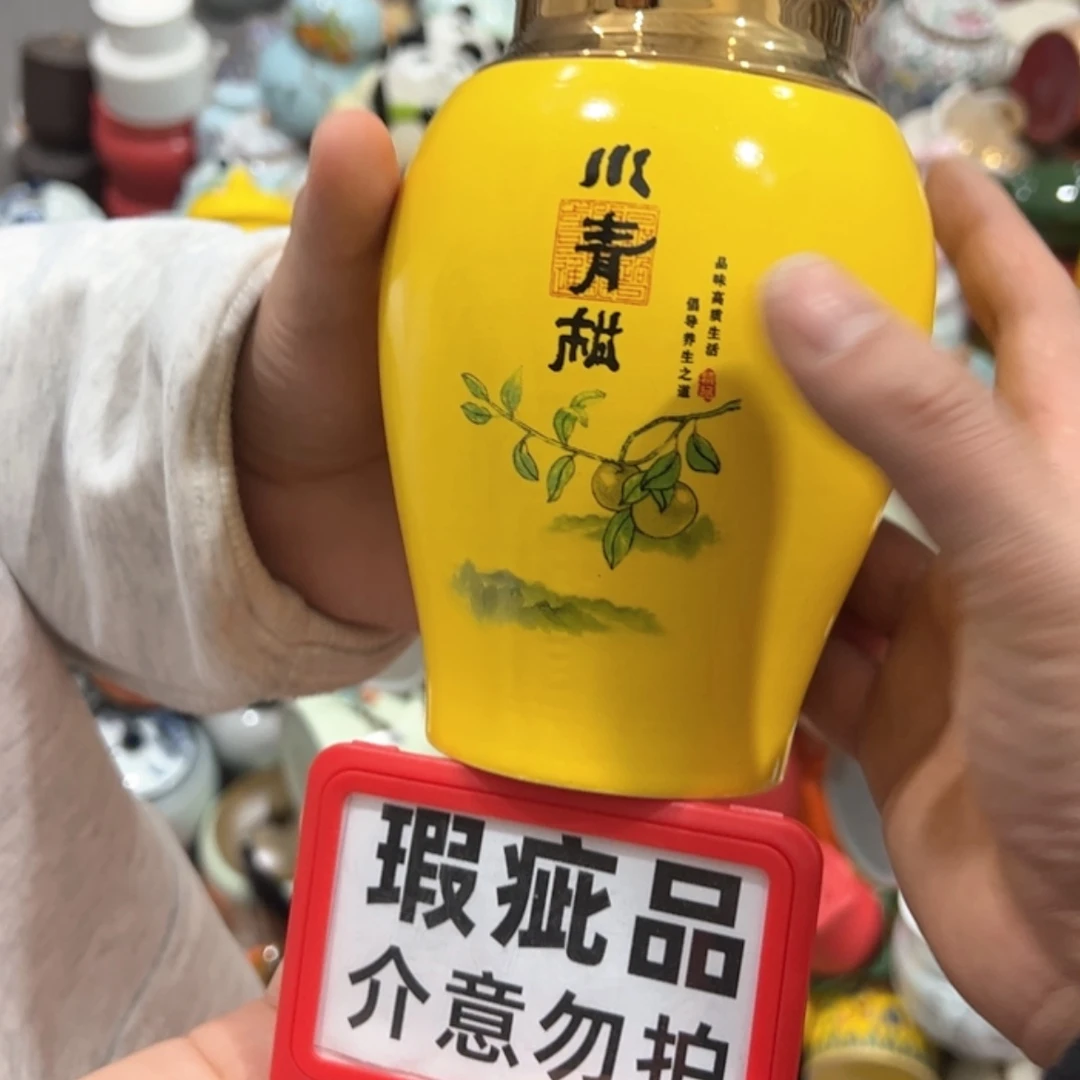 小青柑
品味高质生活
倡导养生之道
瑕疵品
介意勿拍